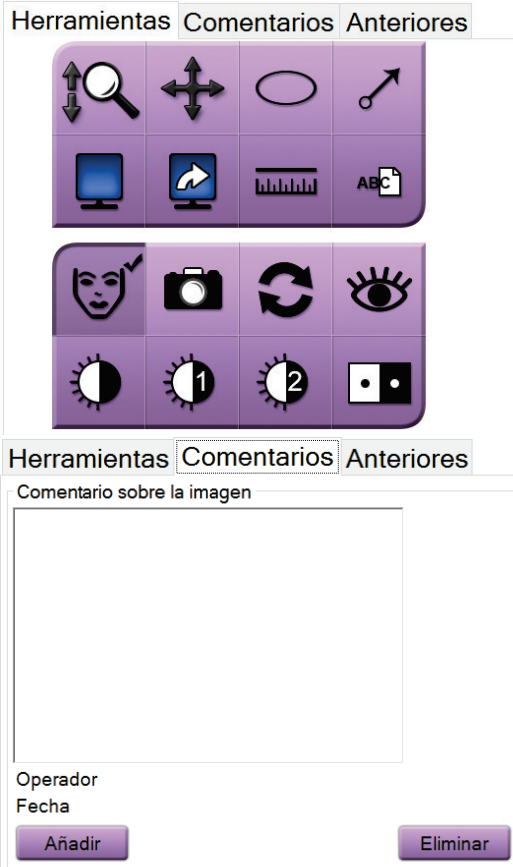 Herramientas Comentarios Anteriores
ABC
1 2
Herramientas Comentarios Anteriores
Comentario sobre la imagen
Operador
Fecha
Añadir Eliminar